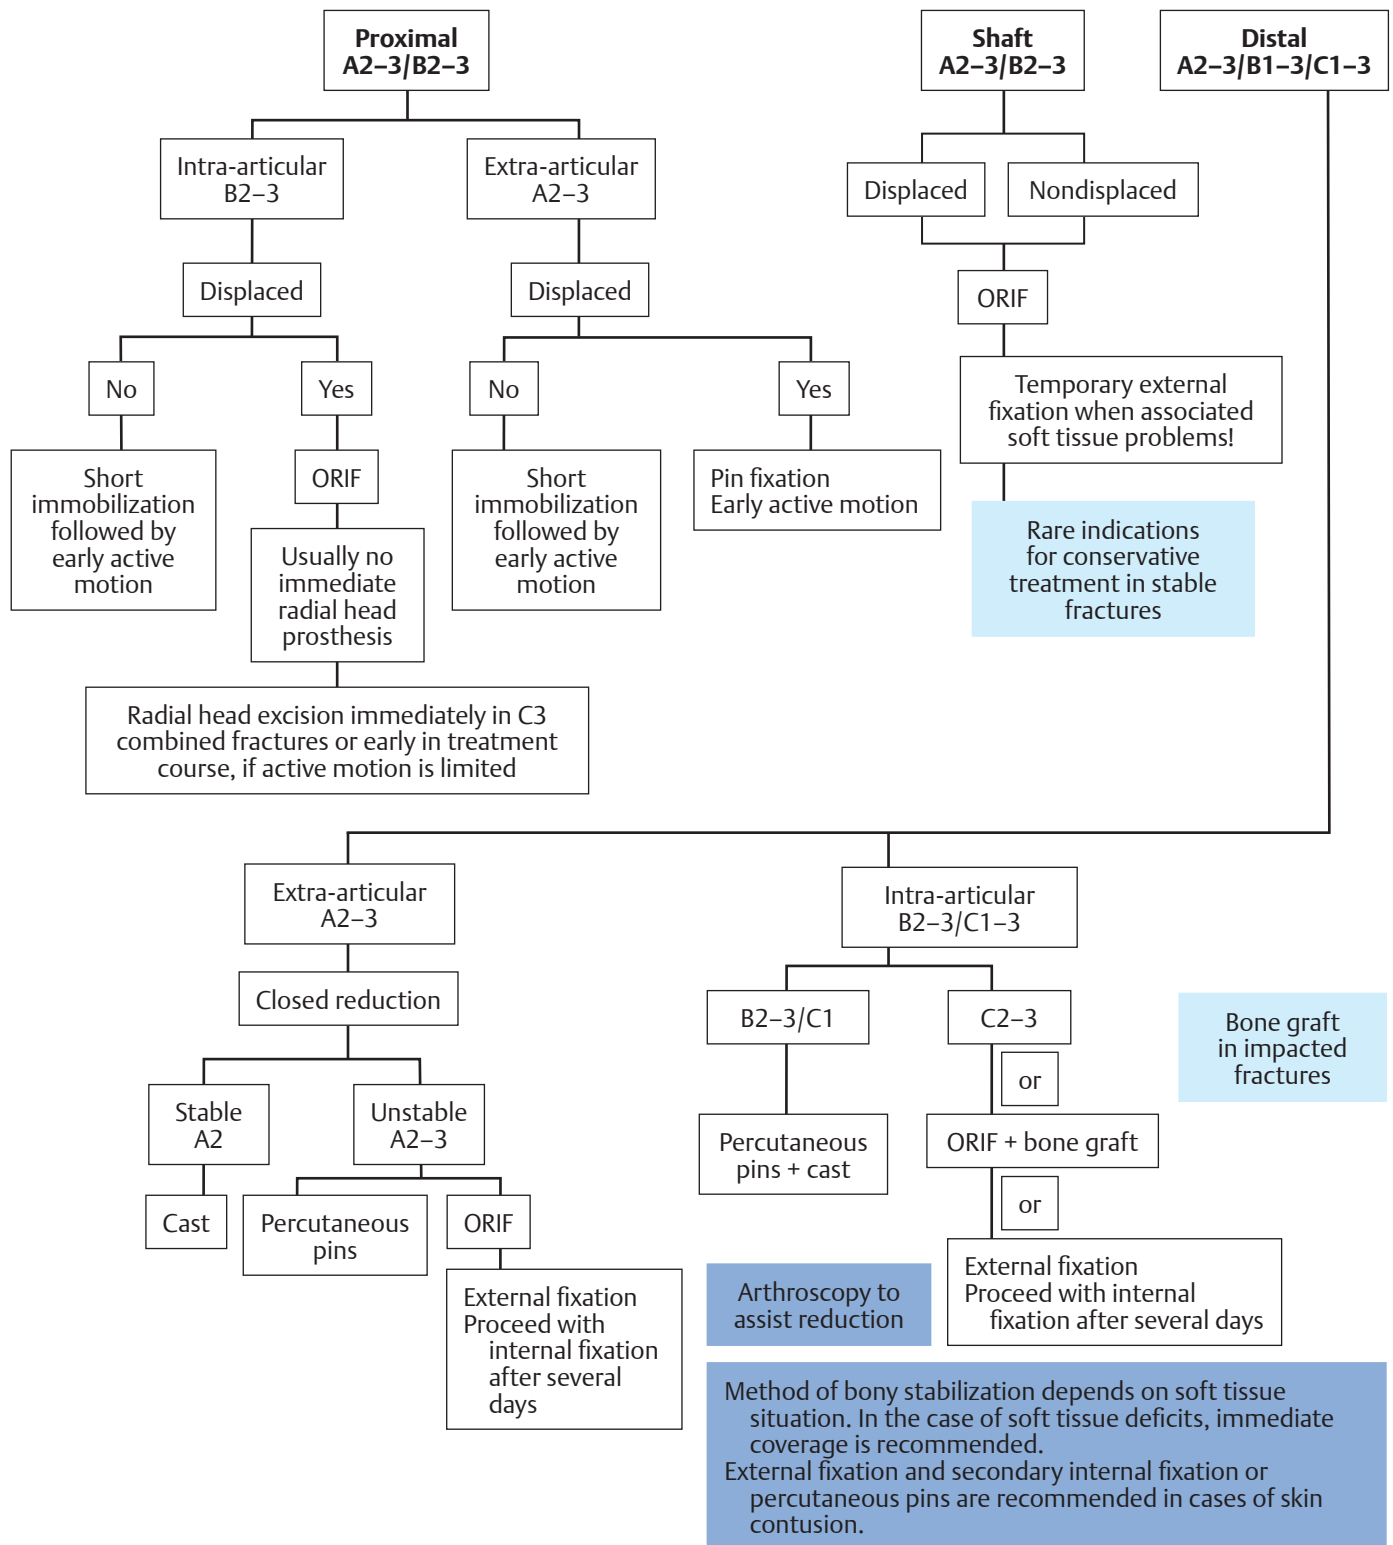 Proximal
A2–3/B2–3
Shaft
A2–3/B2–3
Distal
A2–3/B1–3/C1–3
Intra-articular
B2–3
Extra-articular
A2–3
Displaced
Nondisplaced
Displaced
Displaced
ORIF
No
Yes
No
Yes
Temporary external
fixation when associated
soft tissue problems!
Short
immobilization
followed by
early active
motion
ORIF
Short
immobilization
followed by
early active
motion
Pin fixation
Early active motion
Rare indications
for conservative
treatment in stable
fractures
Usually no
immediate
radial head
prosthesis
Radial head excision immediately in C3
combined fractures or early in treatment
course, if active motion is limited
Extra-articular
A2–3
Intra-articular
B2–3/C1–3
Closed reduction
B2–3/C1
C2–3
Bone graft
in impacted
fractures
or
Stable
A2
Unstable
A2–3
Percutaneous
pins + cast
ORIF + bone graft
or
Cast
Percutaneous
pins
ORIF
External fixation
Proceed with
internal fixation
after several
days
Arthroscopy to
assist reduction
External fixation
Proceed with internal
fixation after several days
Method of bony stabilization depends on soft tissue
situation. In the case of soft tissue deficits, immediate
coverage is recommended.
External fixation and secondary internal fixation or
percutaneous pins are recommended in cases of skin
contusion.